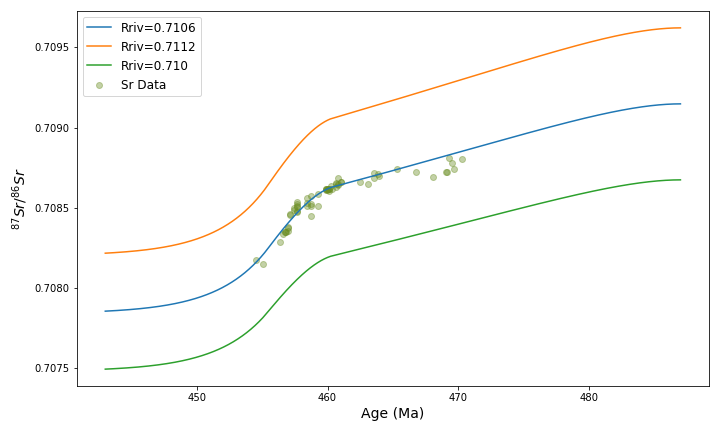 Rriv=0.7106
Rriv=0.7112
Rriv=0.710
Sr Data
0.7095
0.7090
0.7085
0.7080
0.7075
⁸⁷Sr/⁸⁶Sr
450
460
470
480
Age (Ma)